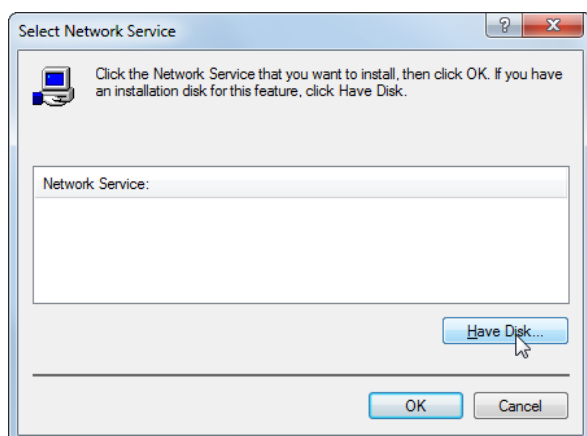 Select Network Service
Click the Network Service that you want to install, then click OK. If you have
an installation disk for this feature, click Have Disk.
Network Service:
Have Disk...
OK
Cancel